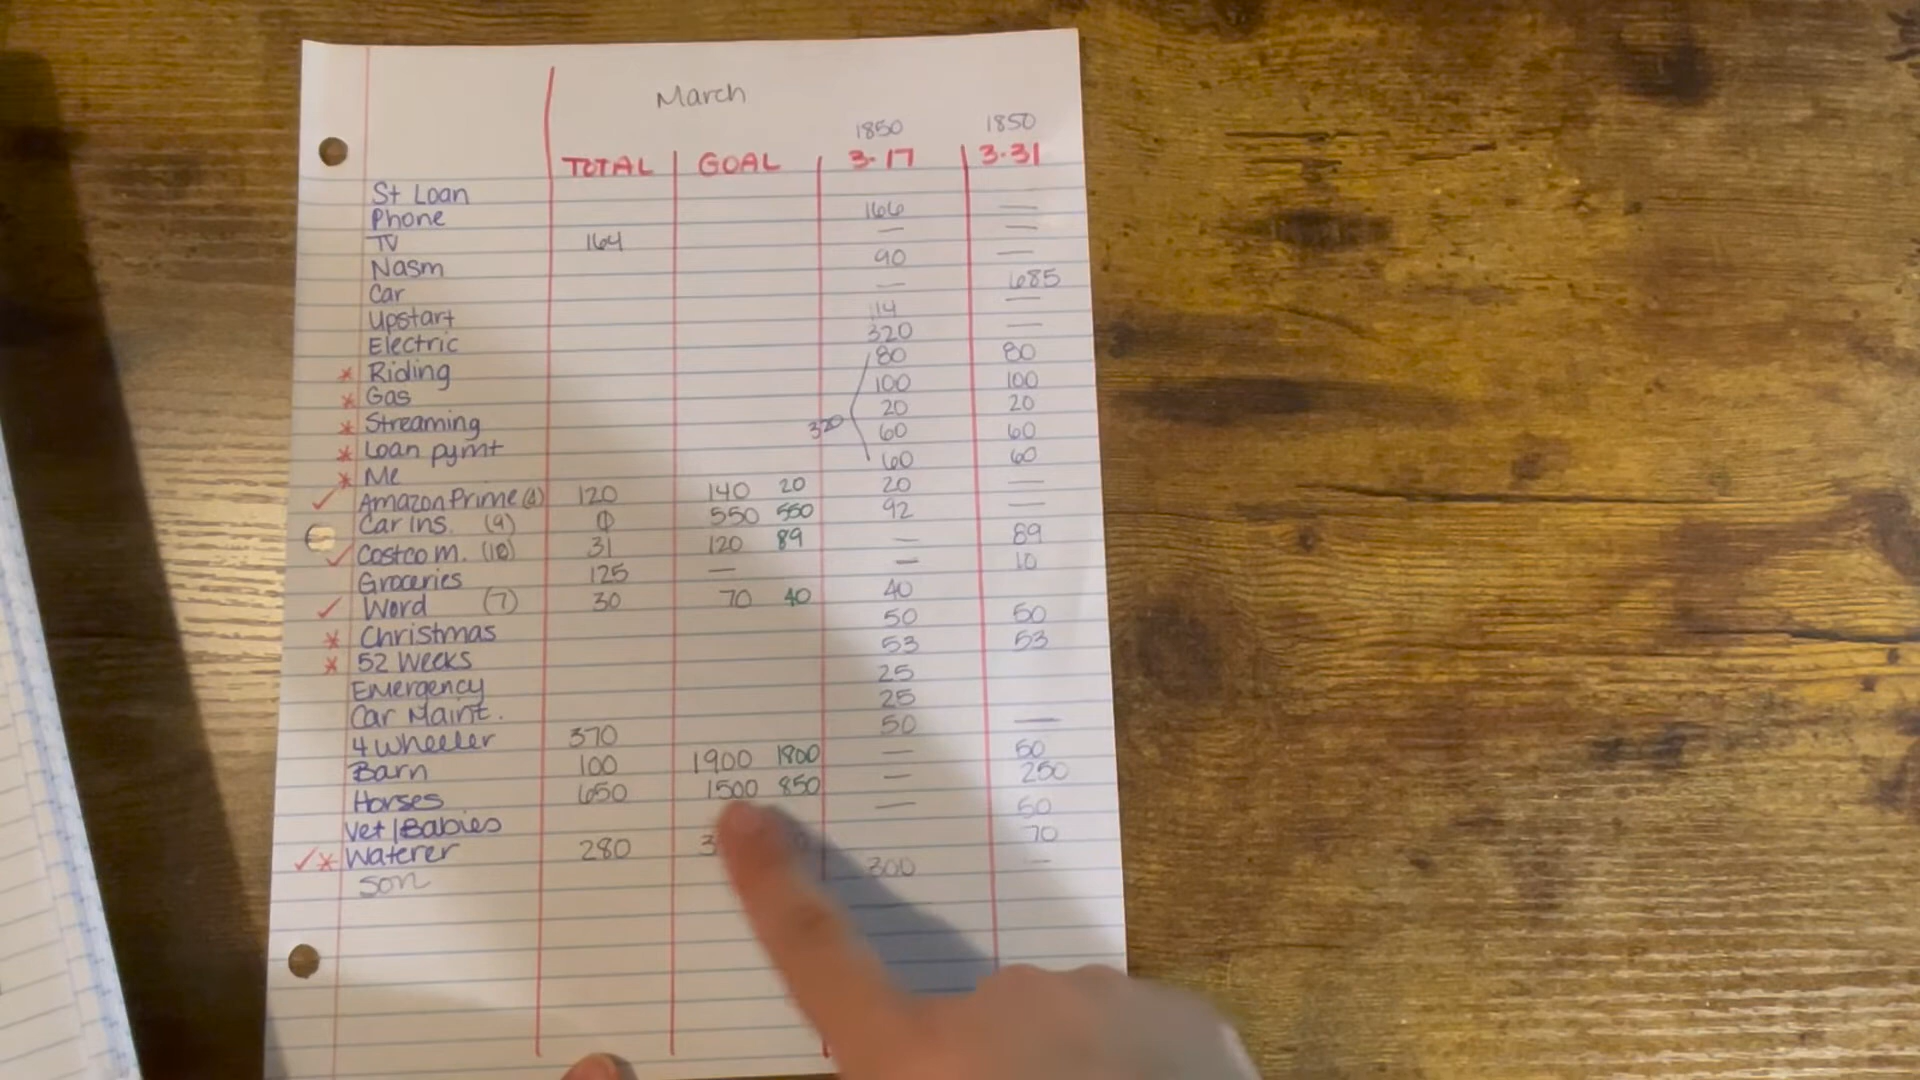 March
1850 1850
TOTAL GOAL 3.17 3.31
St Loan
Phone 166 —
TV 164 — —
Nasm 90 —
Car — 685
Upstart 114 —
Electric 320 —
* Riding 80 80
* Gas 100 100
* Streaming 320 20 20
* Loan pymt 60 60
* Me 60 60
✓ Amazon Prime (4) 120 140 20 20 —
Car Ins. (9) 0 550 550 92 —
✓ Costco m. (10) 31 120 89 — 89
Groceries 125 — — 10
✓ Word (7) 30 70 40 40
* Christmas 50 50
* 52 Weeks 53 53
Emergency 25
Car Maint. 25
4 wheeler 370 50 —
Barn 100 1900 1800 — 50
Horses 650 1500 850 — 250
Vet/Babies — 50
✓* Waterer 280 70
Son 300 —